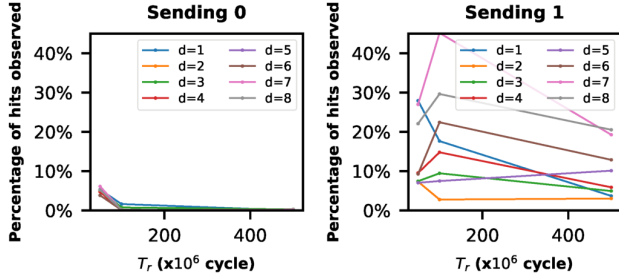 Sending 0
Percentage of hits observed
40%
30%
20%
10%
0%
d=1
d=2
d=3
d=4
d=5
d=6
d=7
d=8
200
400
T_r (x10^6 cycle)
Sending 1
Percentage of hits observed
40%
30%
20%
10%
0%
d=1
d=2
d=3
d=4
d=5
d=6
d=7
d=8
200
400
T_r (x10^6 cycle)